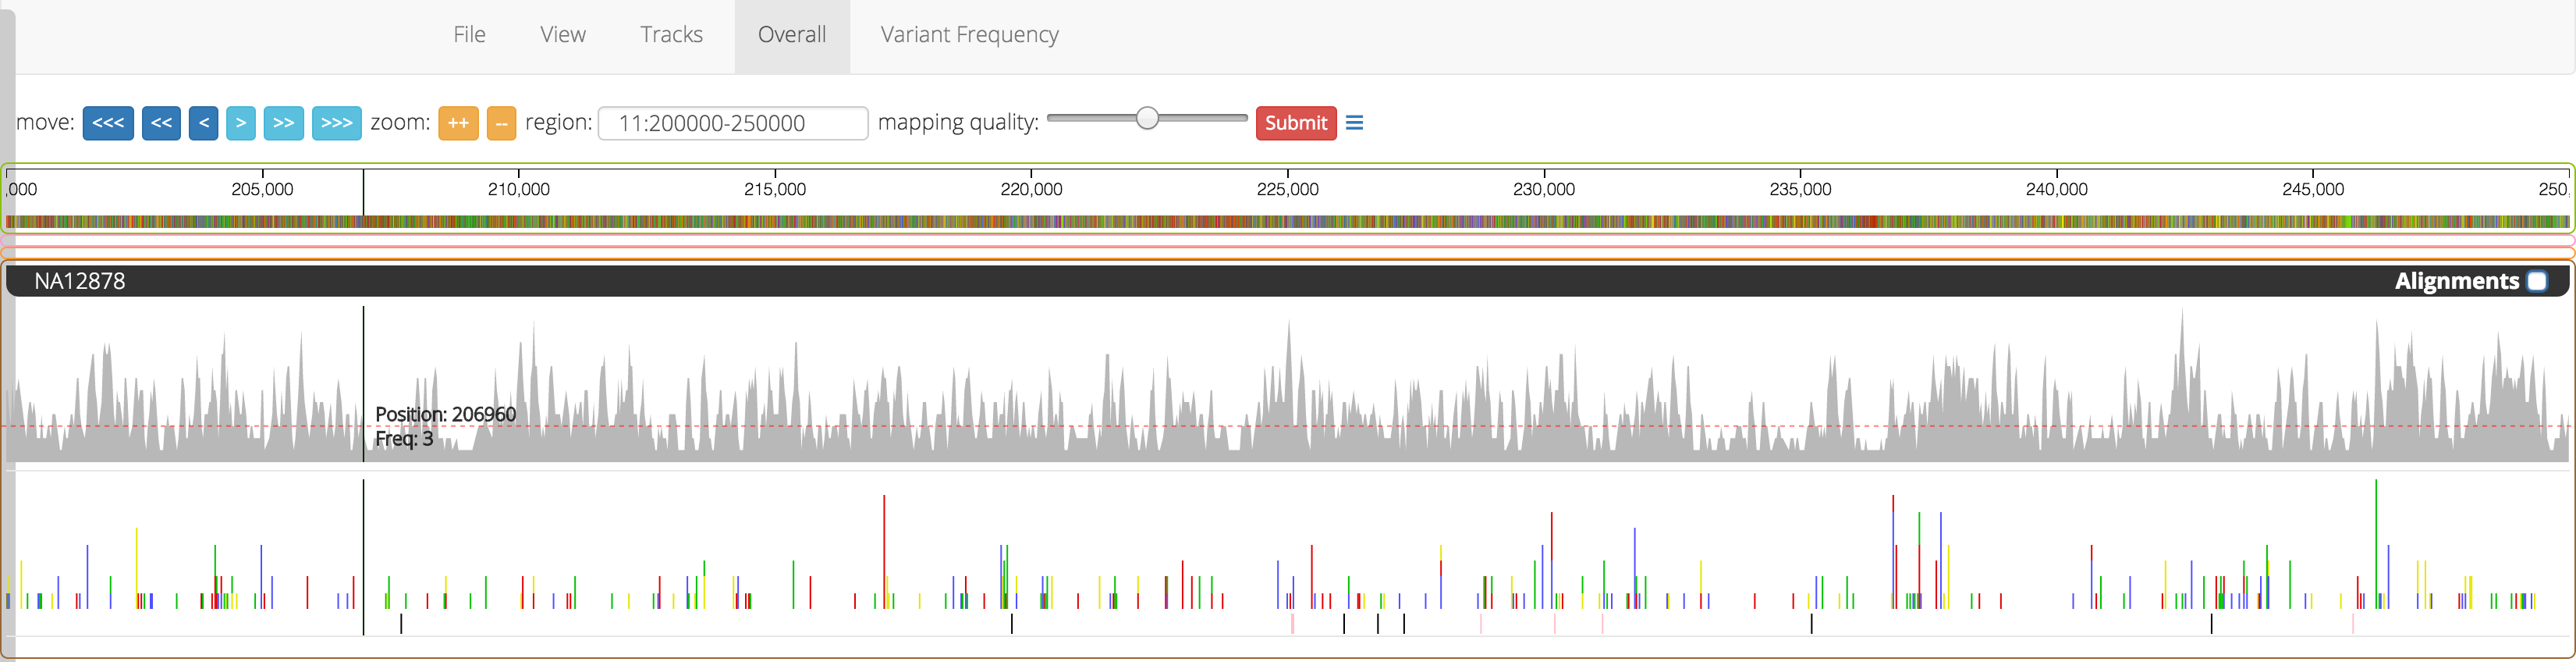 File View Tracks Overall Variant Frequency
move: <<< << < > >> >>> zoom: ++ -- region: 11:200000-250000 mapping quality: Submit
,000 205,000 210,000 215,000 220,000 225,000 230,000 235,000 240,000 245,000 250,
NA12878 Alignments
Position: 206960
Freq: 3